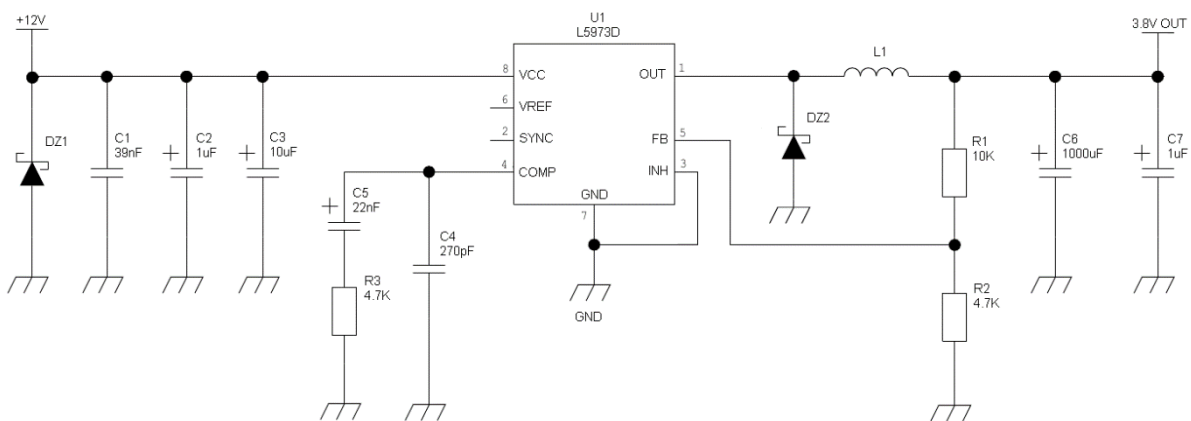 +12V
U1
L5973D
3.8V OUT
L1
8
VCC
OUT
1
6
VREF
2
SYNC
FB
5
4
COMP
INH
3
GND
7
GND
DZ1
C1
39nF
C2
1uF
C3
10uF
C5
22nF
C4
270pF
R3
4.7K
DZ2
R1
10K
R2
4.7K
C6
1000uF
C7
1uF
+
+
+
+
+